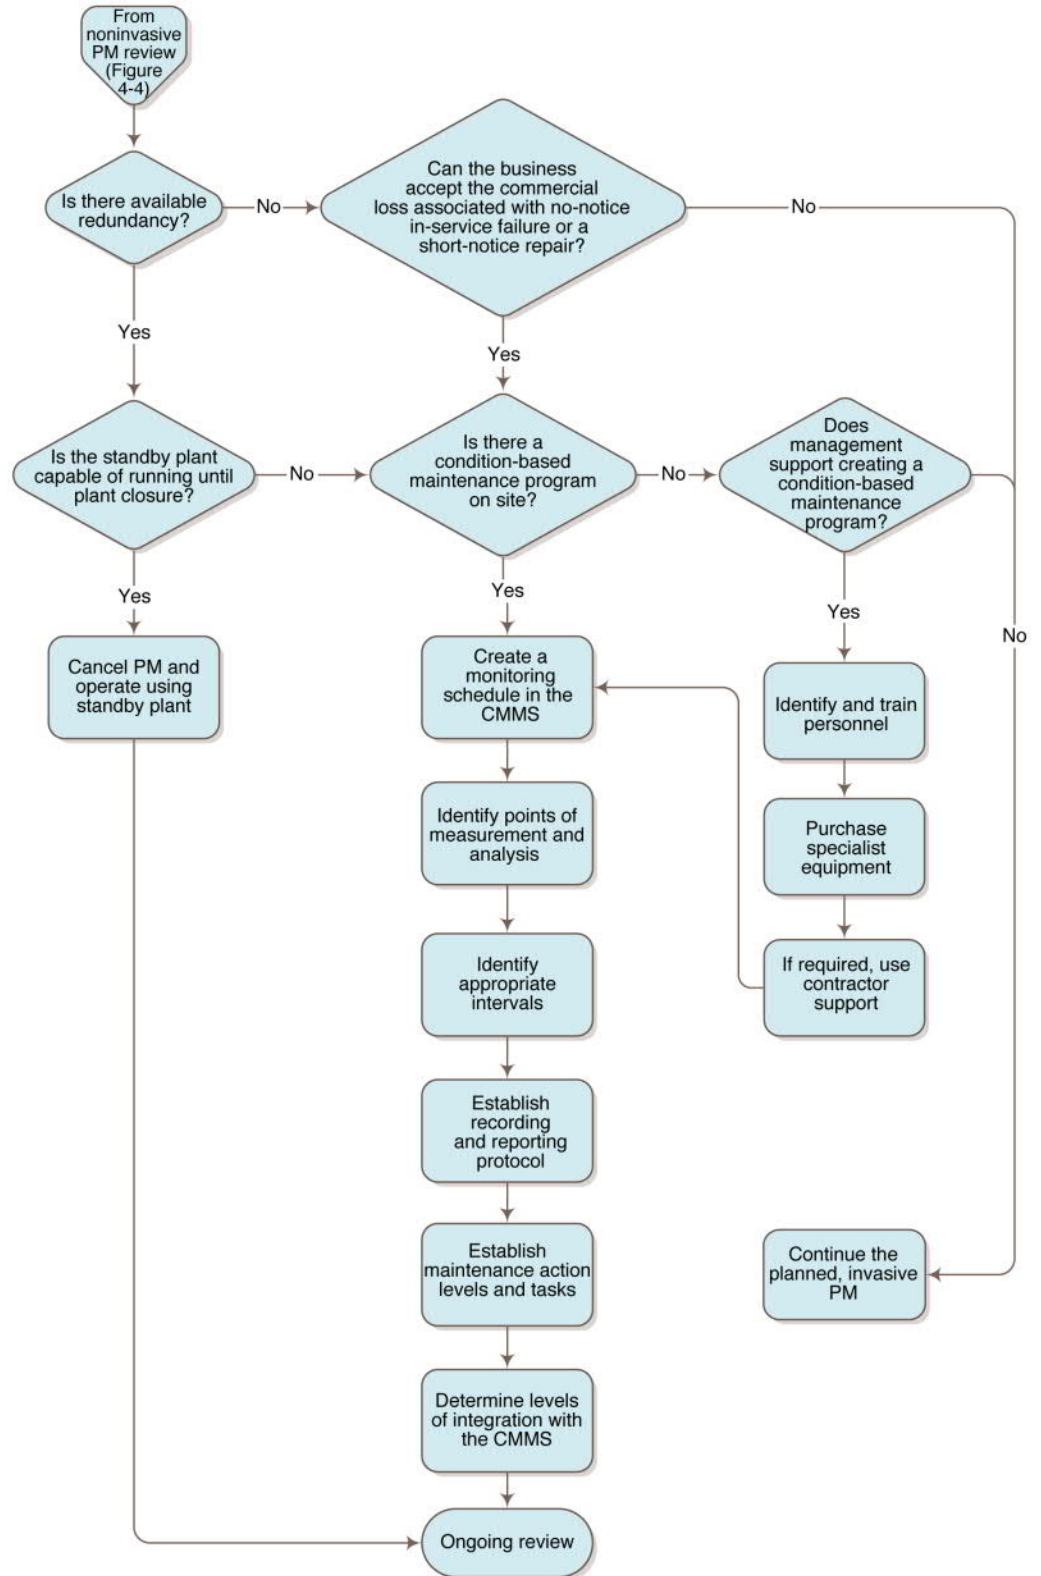 From
noninvasive
PM review
(Figure
4-4)
Is there available
redundancy?
No
Can the business
accept the commercial
loss associated with no-notice
in-service failure or a
short-notice repair?
No
Yes
Yes
Is the standby plant
capable of running until
plant closure?
No
Is there a
condition-based
maintenance program
on site?
No
Does
management
support creating a
condition-based
maintenance
program?
Yes
Yes
Yes
No
Cancel PM and
operate using
standby plant
Create a
monitoring
schedule in the
CMMS
Identify and train
personnel
Identify points of
measurement and
analysis
Purchase
specialist
equipment
Identify
appropriate
intervals
If required, use
contractor
support
Establish
recording
and reporting
protocol
Establish
maintenance action
levels and tasks
Continue the
planned, invasive
PM
Determine levels
of integration with
the CMMS
Ongoing review